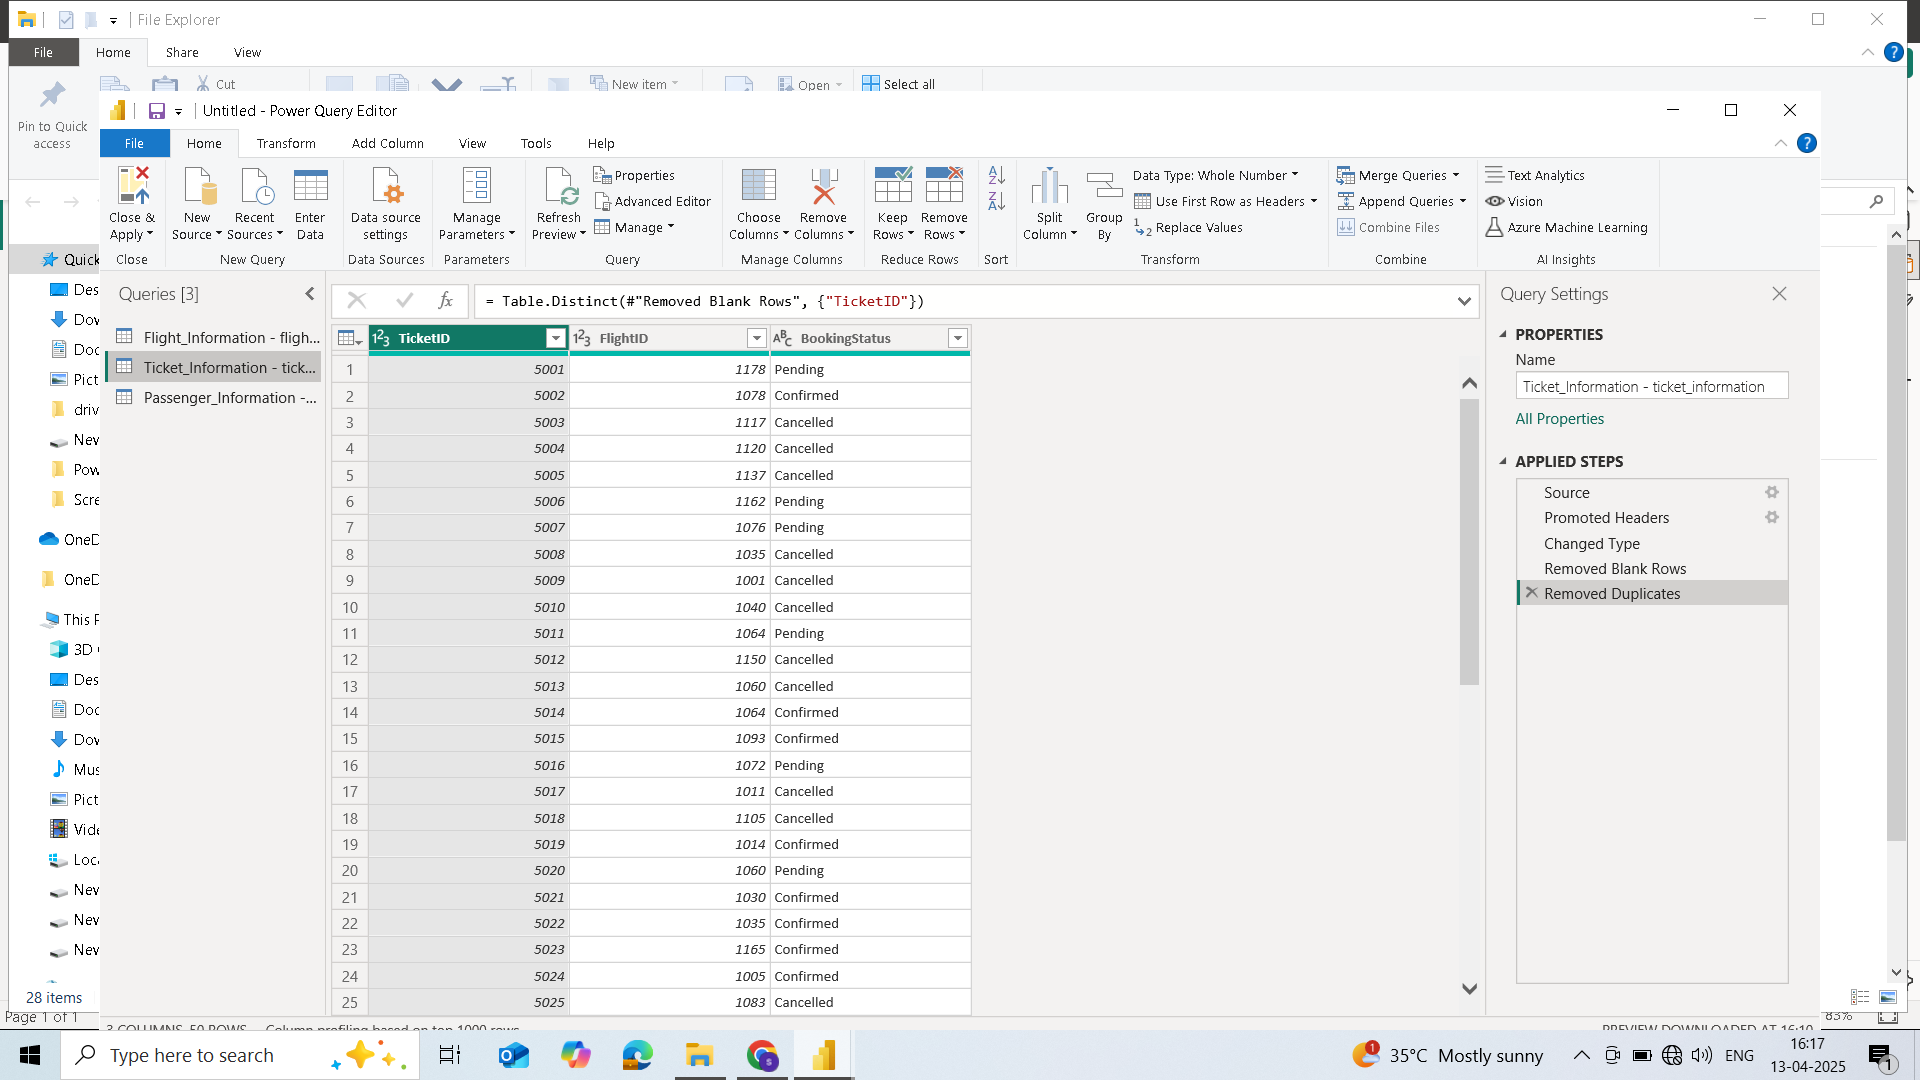 File Explorer
File Home Share View
Cut New item Open Select all
Pin to Quick access
Untitled - Power Query Editor
File Home Transform Add Column View Tools Help
Close & Apply
New Source
Recent Sources
Enter Data
Data source settings
Manage Parameters
Refresh Preview
Properties
Advanced Editor
Manage
Choose Columns
Remove Columns
Keep Rows
Remove Rows
Split Column
Group By
Data Type: Whole Number
Use First Row as Headers
Replace Values
Merge Queries
Append Queries
Combine Files
Text Analytics
Vision
Azure Machine Learning
Close New Query Data Sources Parameters Query Manage Columns Reduce Rows Sort Transform Combine AI Insights
Quick
Des
Dov
Doc
Pict
driv
New
Pow
Scre
OneD
OneD
This P
3D
Des
Doc
Dov
Mus
Pict
Vide
Loca
New
New
New
28 items
Page 1 of 1
Queries [3]
Flight_Information - fligh...
Ticket_Information - tick...
Passenger_Information -...
= Table.Distinct(#"Removed Blank Rows", {"TicketID"})
TicketID FlightID BookingStatus
1 5001 1178 Pending
2 5002 1078 Confirmed
3 5003 1117 Cancelled
4 5004 1120 Cancelled
5 5005 1137 Cancelled
6 5006 1162 Pending
7 5007 1076 Pending
8 5008 1035 Cancelled
9 5009 1001 Cancelled
10 5010 1040 Cancelled
11 5011 1064 Pending
12 5012 1150 Cancelled
13 5013 1060 Cancelled
14 5014 1064 Confirmed
15 5015 1093 Confirmed
16 5016 1072 Pending
17 5017 1011 Cancelled
18 5018 1105 Cancelled
19 5019 1014 Confirmed
20 5020 1060 Pending
21 5021 1030 Confirmed
22 5022 1035 Confirmed
23 5023 1165 Confirmed
24 5024 1005 Confirmed
25 5025 1083 Cancelled
3 COLUMNS, 50 ROWS Column profiling based on top 1000 rows
PREVIEW DOWNLOADED AT 16:10
Query Settings
PROPERTIES
Name
Ticket_Information - ticket_information
All Properties
APPLIED STEPS
Source
Promoted Headers
Changed Type
Removed Blank Rows
Removed Duplicates
83%
Type here to search
35°C Mostly sunny
ENG
16:17
13-04-2025
1